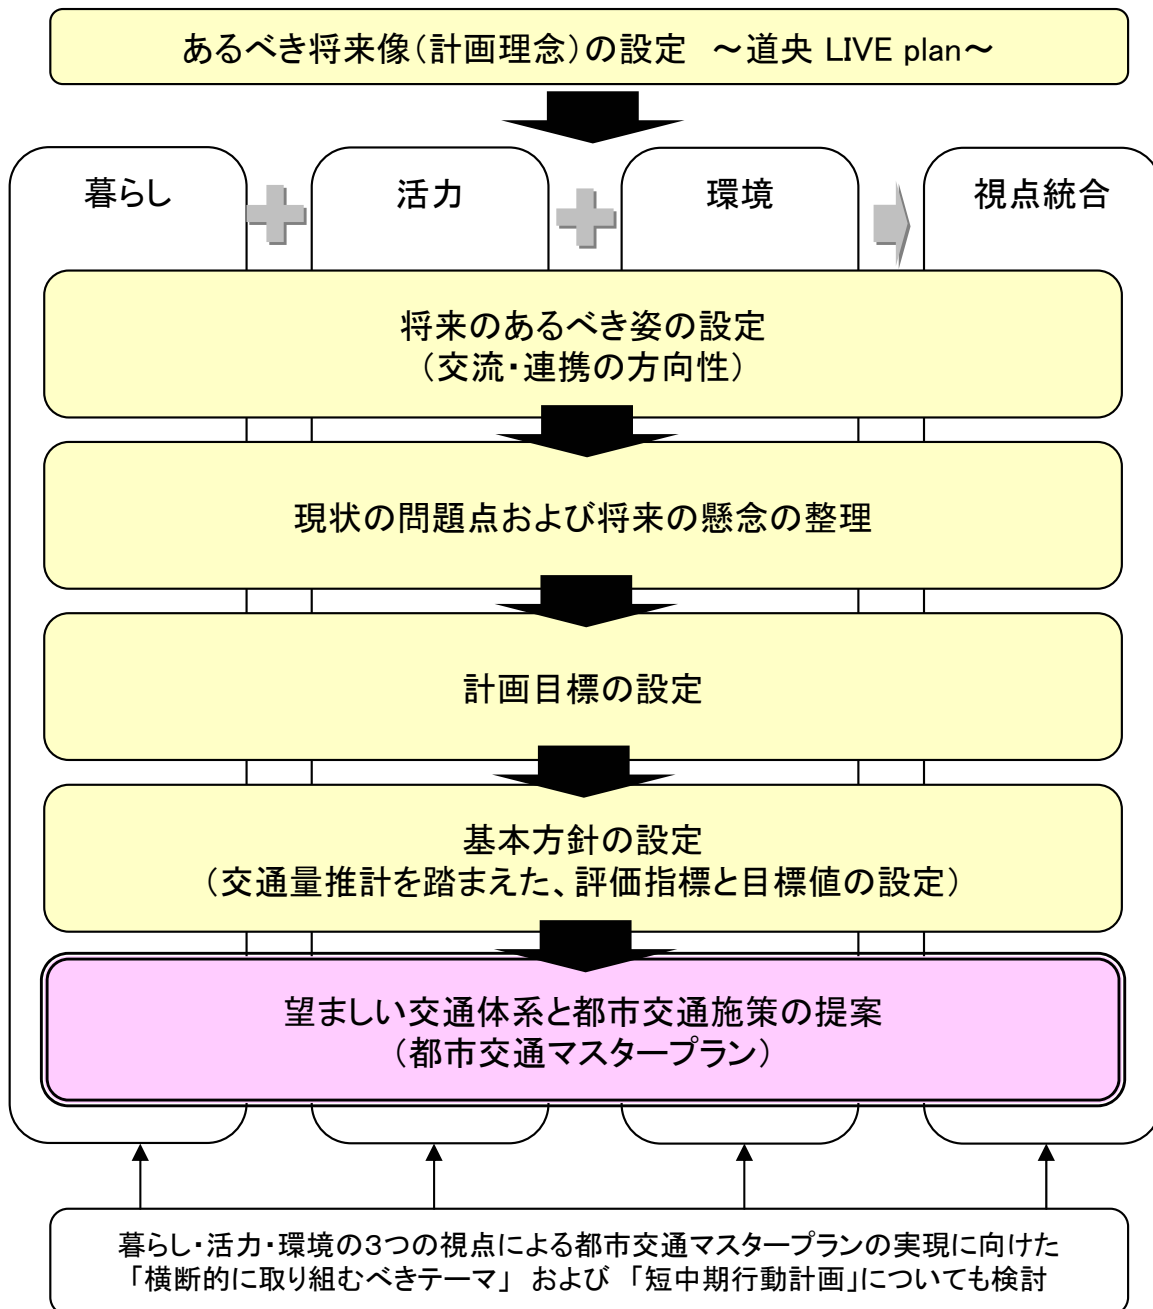 あるべき将来像（計画理念）の設定　～道央 LIVE plan～
暮らし
活力
環境
視点統合
将来のあるべき姿の設定
（交流・連携の方向性）
現状の問題点および将来の懸念の整理
計画目標の設定
基本方針の設定
（交通量推計を踏まえた、評価指標と目標値の設定）
望ましい交通体系と都市交通施策の提案
（都市交通マスタープラン）
暮らし・活力・環境の３つの視点による都市交通マスタープランの実現に向けた
「横断的に取り組むべきテーマ」 および 「短中期行動計画」についても検討